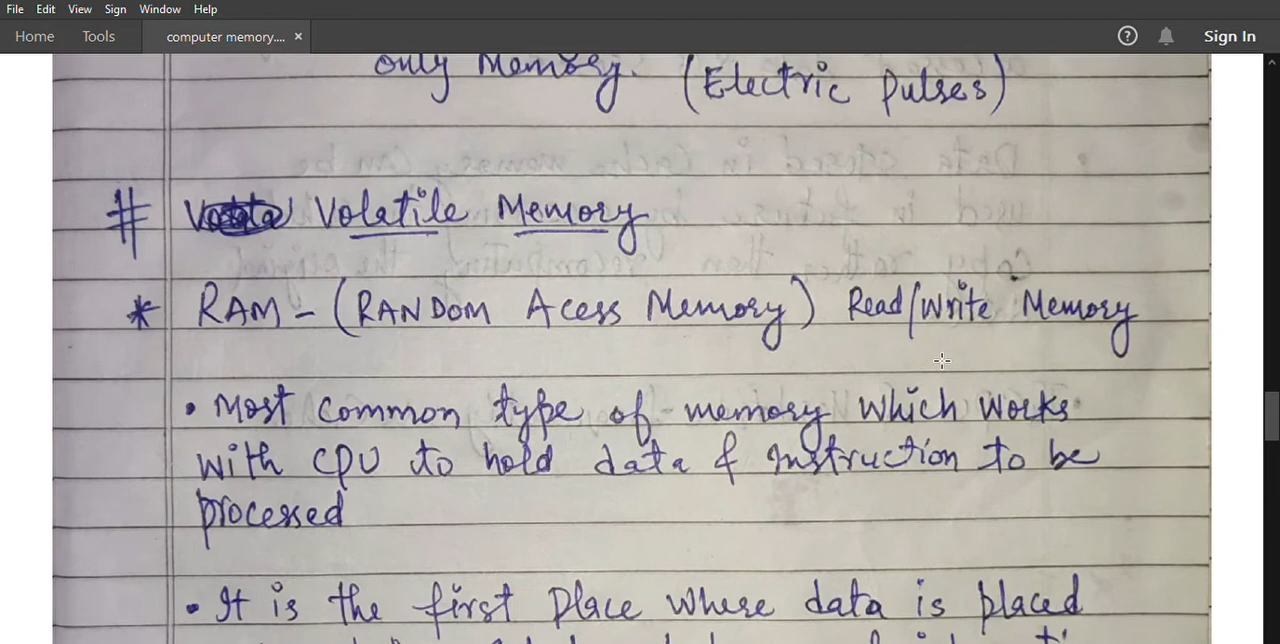 File Edit View Sign Window Help
Home Tools computer memory.... × ? Sign In
only Memory. (Electric Pulses)
# Volatile Memory
* RAM - (RANDOM Acess Memory) Read/Write Memory
• Most common type of memory which works
with CPU to hold data & instruction to be
processed
• It is the first place where data is placed